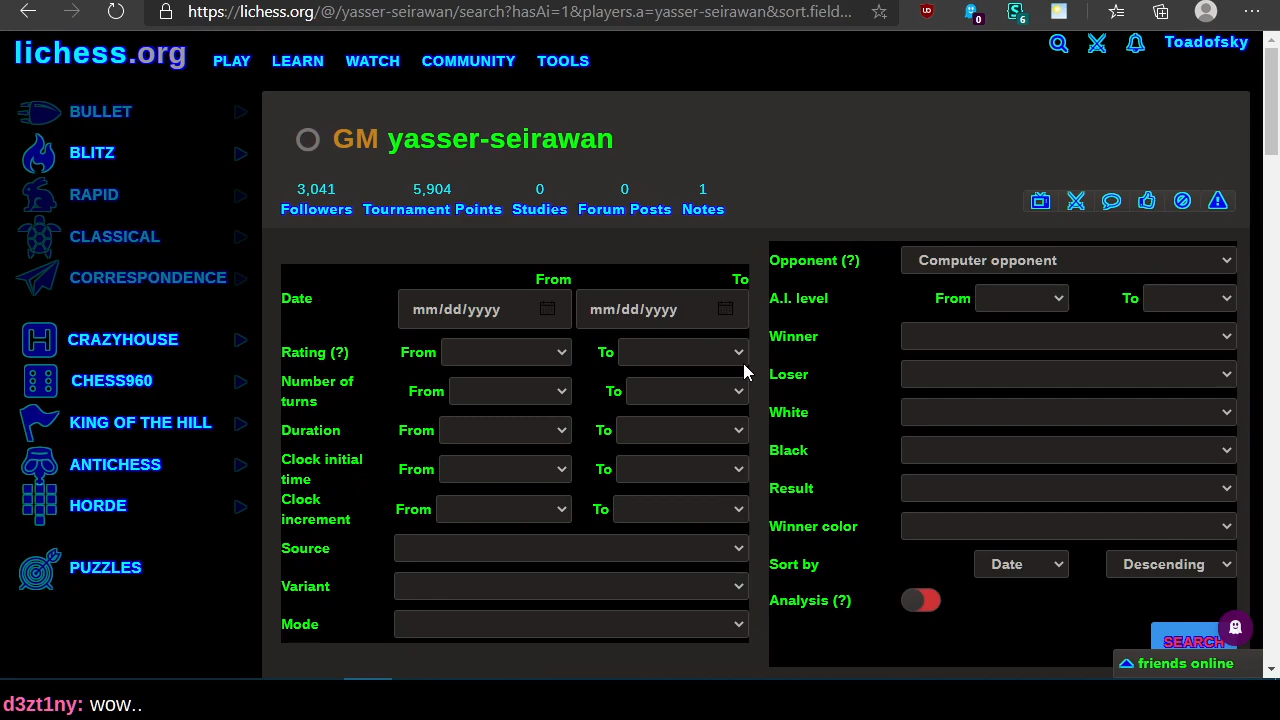 https://lichess.org/@/yasser-seirawan/search?hasAi=1&players.a=yasser-seirawan&sort.field...
UD
0
S
6
lichess.org
PLAY
LEARN
WATCH
COMMUNITY
TOOLS
Toadofsky
BULLET
BLITZ
RAPID
CLASSICAL
CORRESPONDENCE
CRAZYHOUSE
CHESS960
KING OF THE HILL
ANTICHESS
HORDE
PUZZLES
GM yasser-seirawan
3,041 5,904 0 0 1
Followers Tournament Points Studies Forum Posts Notes
From To
Date mm/dd/yyyy mm/dd/yyyy
Rating (?) From To
Number of
turns From To
Duration From To
Clock initial
time From To
Clock
increment From To
Source
Variant
Mode
Opponent (?) Computer opponent
A.I. level From To
Winner
Loser
White
Black
Result
Winner color
Sort by Date Descending
Analysis (?)
SEARCH
friends online
d3zt1ny: wow..